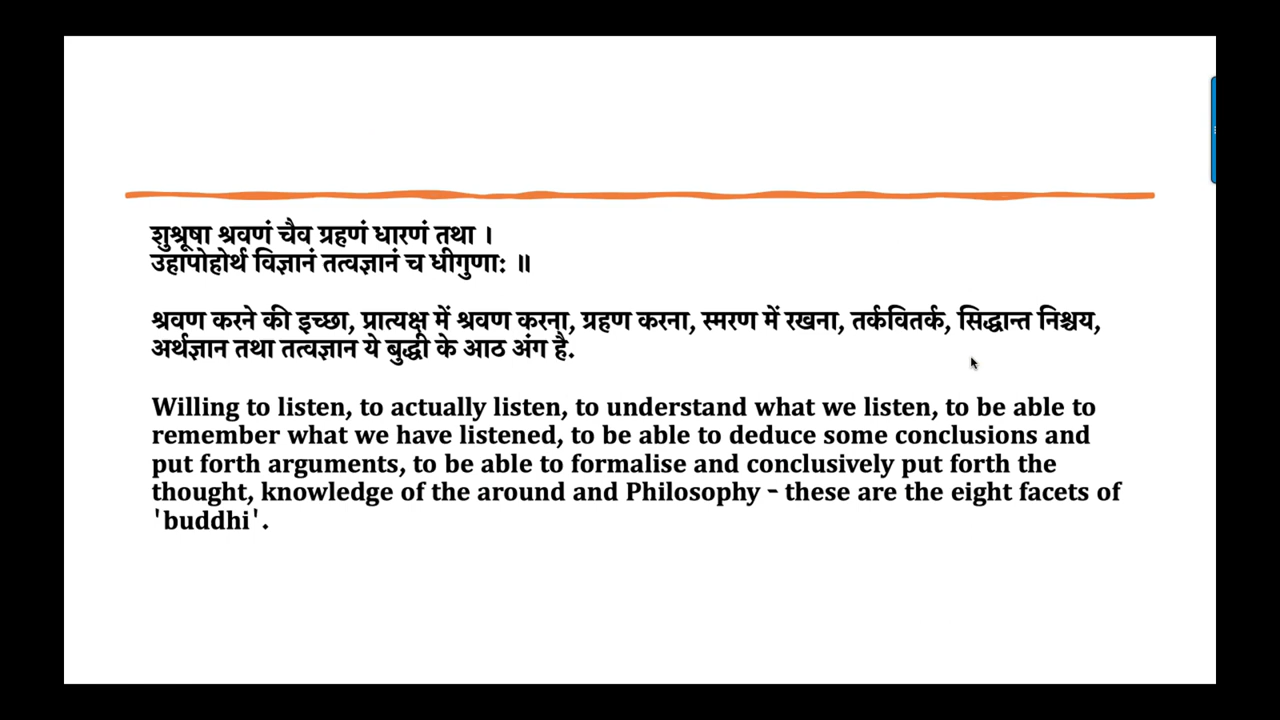 शुश्रूषा श्रवणं चैव ग्रहणं धारणं तथा ।
उहापोहोर्थ विज्ञानं तत्वज्ञानं च धीगुणाः ॥
श्रवण करने की इच्छा, प्रात्यक्ष में श्रवण करना, ग्रहण करना, स्मरण में रखना, तर्कवितर्क, सिद्धान्त निश्चय,
अर्थज्ञान तथा तत्वज्ञान ये बुद्धी के आठ अंग है.
Willing to listen, to actually listen, to understand what we listen, to be able to
remember what we have listened, to be able to deduce some conclusions and
put forth arguments, to be able to formalise and conclusively put forth the
thought, knowledge of the around and Philosophy - these are the eight facets of
'buddhi'.